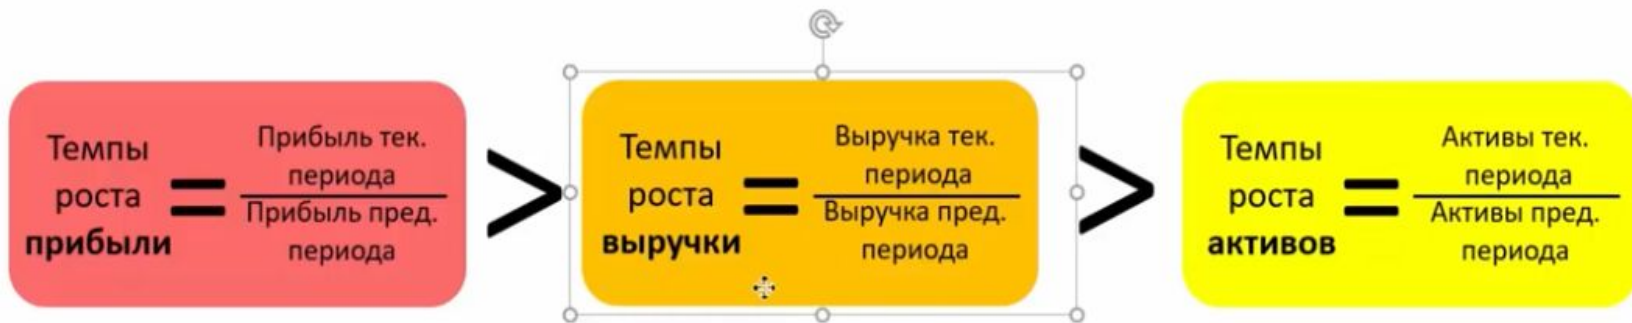 Темпы
роста
прибыли
=
Прибыль тек.
периода
Прибыль пред.
периода
>
Темпы
роста
выручки
=
Выручка тек.
периода
Выручка пред.
периода
>
Темпы
роста
активов
=
Активы тек.
периода
Активы пред.
периода